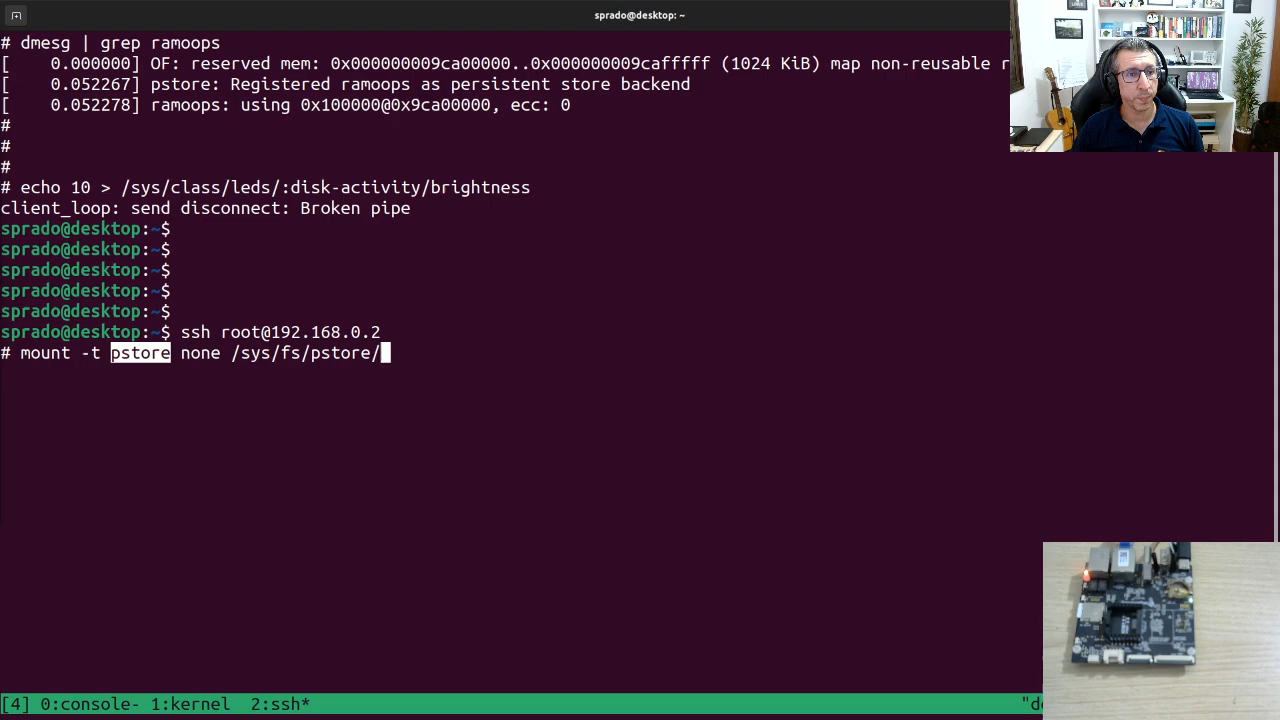 sprado@desktop: ~
# dmesg | grep ramoops
[    0.000000] OF: reserved mem: 0x000000009ca00000..0x000000009cafffff (1024 KiB) map non-reusable r
[    0.052267] pstore: Registered ramoops as persistent store backend
[    0.052278] ramoops: using 0x100000@0x9ca00000, ecc: 0
#
#
#
# echo 10 > /sys/class/leds/:disk-activity/brightness
client_loop: send disconnect: Broken pipe
sprado@desktop:~$
sprado@desktop:~$
sprado@desktop:~$
sprado@desktop:~$
sprado@desktop:~$
sprado@desktop:~$ ssh root@192.168.0.2
# mount -t pstore none /sys/fs/pstore/
[4] 0:console- 1:kernel  2:ssh* "de